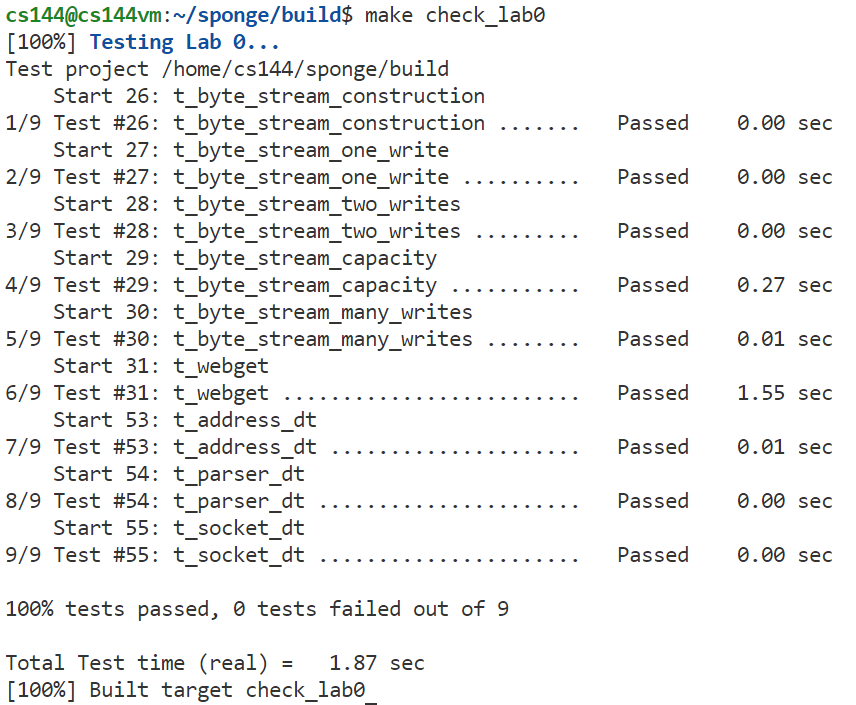 cs144@cs144vm:~/sponge/build$ make check_lab0
[100%] Testing Lab 0...
Test project /home/cs144/sponge/build
    Start 26: t_byte_stream_construction
1/9 Test #26: t_byte_stream_construction .......   Passed    0.00 sec
    Start 27: t_byte_stream_one_write
2/9 Test #27: t_byte_stream_one_write ..........   Passed    0.00 sec
    Start 28: t_byte_stream_two_writes
3/9 Test #28: t_byte_stream_two_writes .........   Passed    0.00 sec
    Start 29: t_byte_stream_capacity
4/9 Test #29: t_byte_stream_capacity ...........   Passed    0.27 sec
    Start 30: t_byte_stream_many_writes
5/9 Test #30: t_byte_stream_many_writes ........   Passed    0.01 sec
    Start 31: t_webget
6/9 Test #31: t_webget .........................   Passed    1.55 sec
    Start 53: t_address_dt
7/9 Test #53: t_address_dt .....................   Passed    0.01 sec
    Start 54: t_parser_dt
8/9 Test #54: t_parser_dt ......................   Passed    0.00 sec
    Start 55: t_socket_dt
9/9 Test #55: t_socket_dt ......................   Passed    0.00 sec

100% tests passed, 0 tests failed out of 9

Total Test time (real) =   1.87 sec
[100%] Built target check_lab0